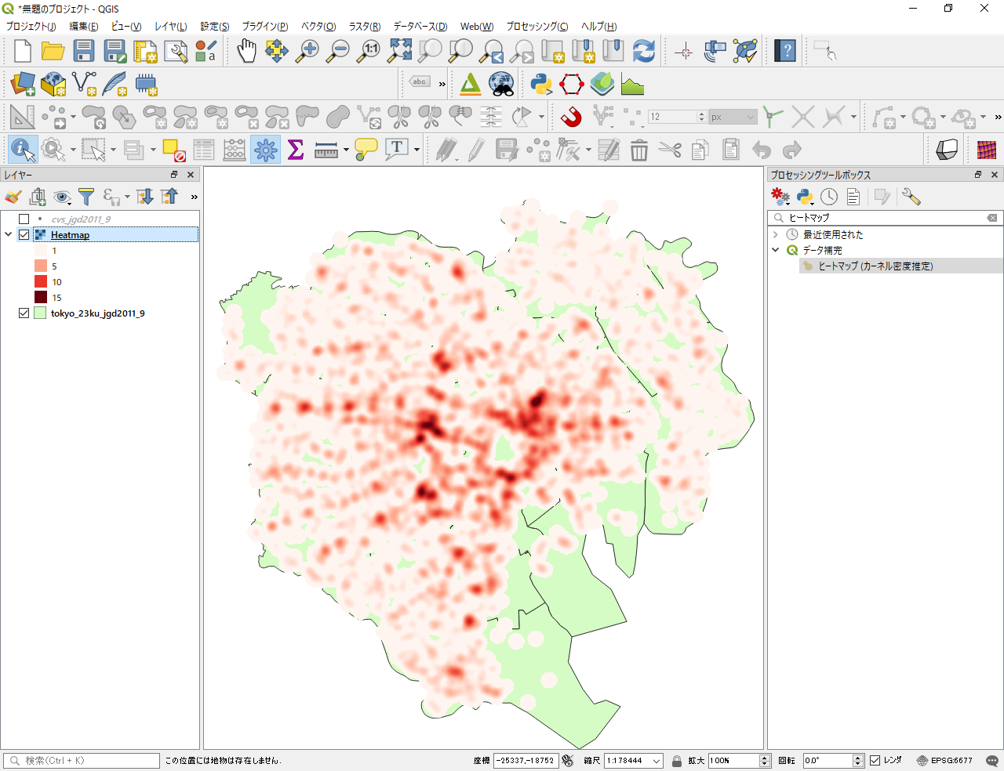 *無題のプロジェクト - QGIS
プロジェクト(J) 編集(E) ビュー(V) レイヤ(L) 設定(S) プラグイン(P) ベクタ(O) ラスタ(R) データベース(D) Web(W) プロセッシング(C) ヘルプ(H)
1:1
?
abc
»
12 px
»
T
レイヤー
プロセッシングツールボックス
»
cvs_jgd2011_9
Heatmap
1
5
10
15
tokyo_23ku_jgd2011_9
ヒートマップ
最近使用された
データ補完
ヒートマップ (カーネル密度推定)
検索(Ctrl + K) この位置には地物は存在しません. 座標 -25337,-18752 縮尺 1:178444 拡大 100% 回転 0.0° レンダ EPSG:6677